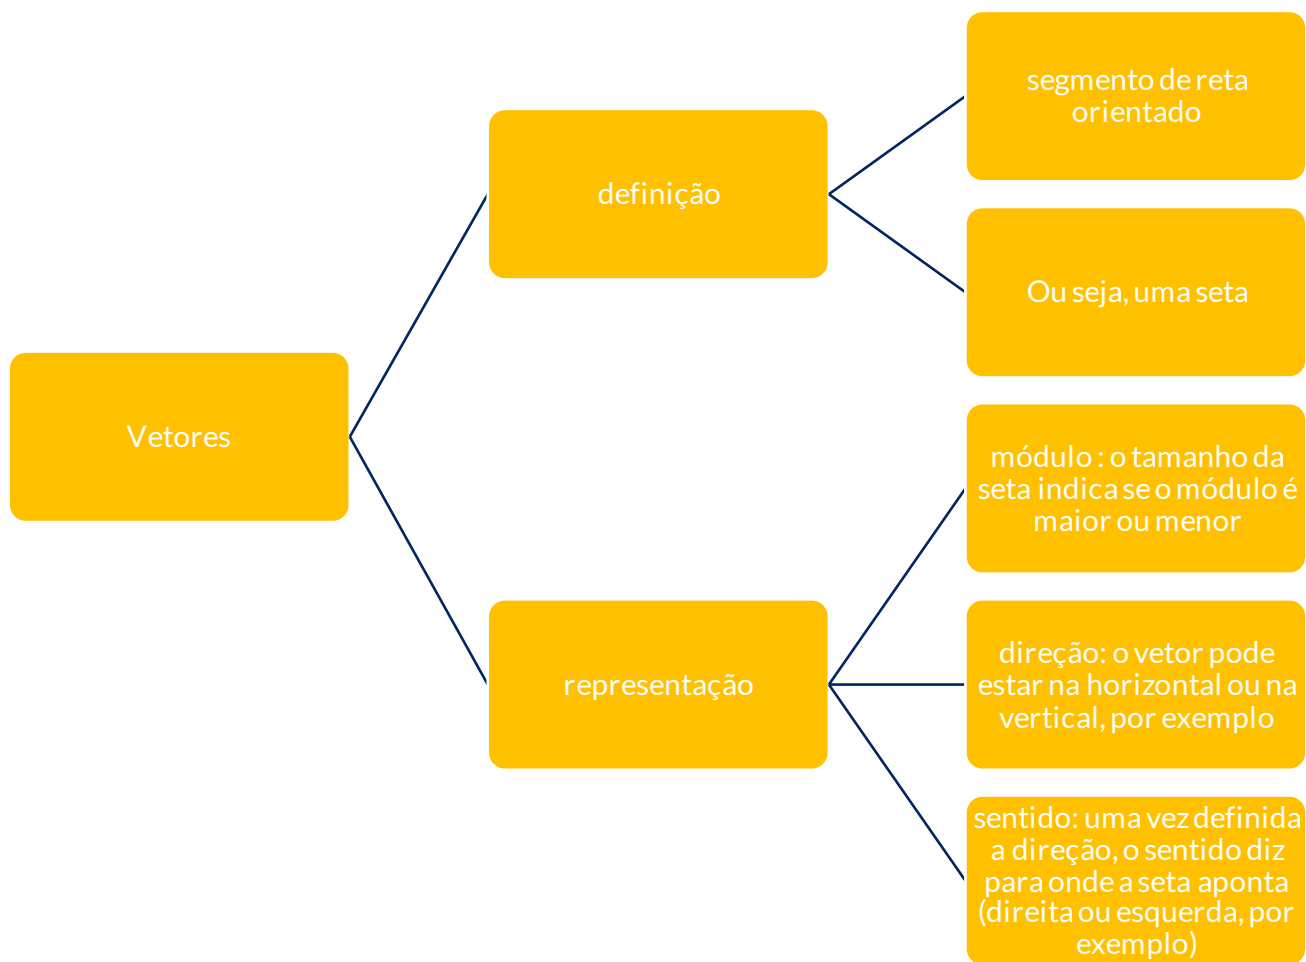 Vetores
definição
segmento de reta
orientado
Ou seja, uma seta
representação
módulo : o tamanho da
seta indica se o módulo é
maior ou menor
direção: o vetor pode
estar na horizontal ou na
vertical, por exemplo
sentido: uma vez definida
a direção, o sentido diz
para onde a seta aponta
(direita ou esquerda, por
exemplo)